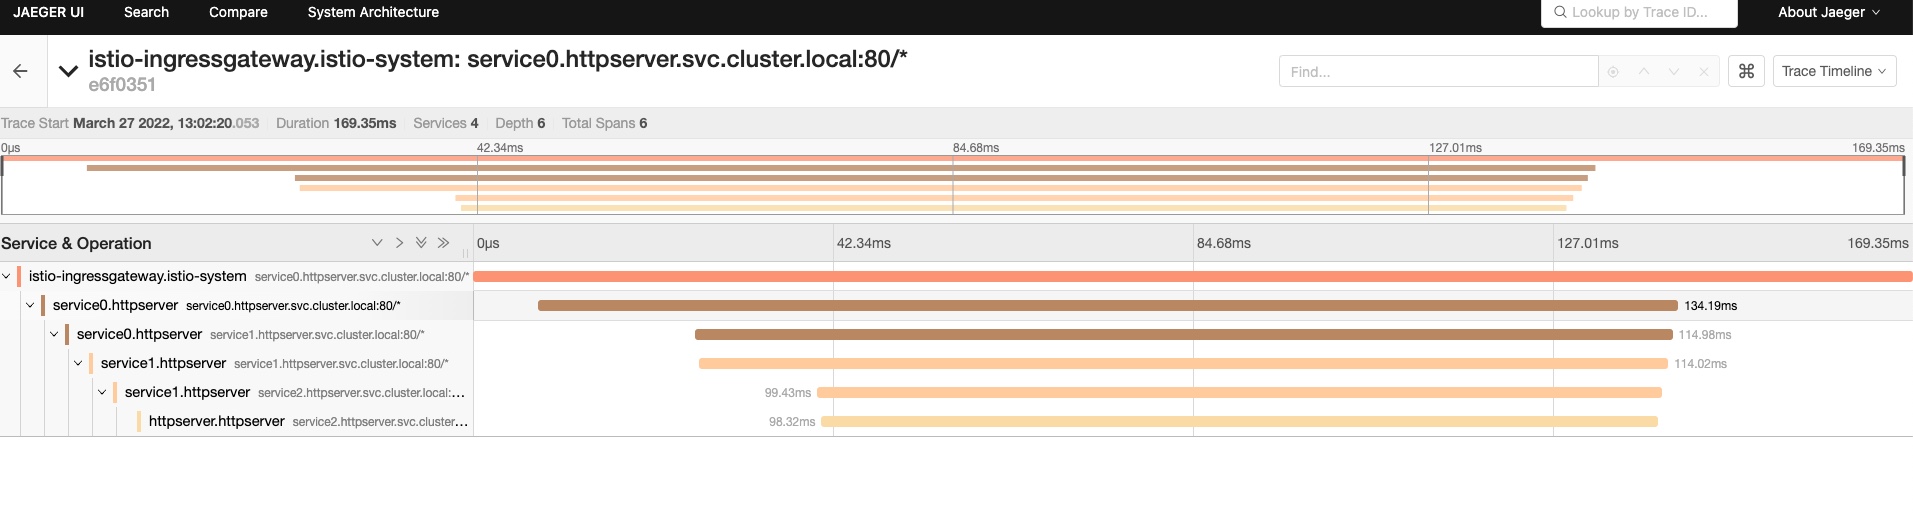 JAEGER UI Search Compare System Architecture Lookup by Trace ID... About Jaeger
istio-ingressgateway.istio-system: service0.httpserver.svc.cluster.local:80/*
e6f0351
Find... Trace Timeline
Trace Start March 27 2022, 13:02:20.053 Duration 169.35ms Services 4 Depth 6 Total Spans 6
0μs 42.34ms 84.68ms 127.01ms 169.35ms
Service & Operation 0μs 42.34ms 84.68ms 127.01ms 169.35ms
istio-ingressgateway.istio-system service0.httpserver.svc.cluster.local:80/*
service0.httpserver service0.httpserver.svc.cluster.local:80/* 134.19ms
service0.httpserver service1.httpserver.svc.cluster.local:80/* 114.98ms
service1.httpserver service1.httpserver.svc.cluster.local:80/* 114.02ms
service1.httpserver service2.httpserver.svc.cluster.local:... 99.43ms
httpserver.httpserver service2.httpserver.svc.cluster... 98.32ms